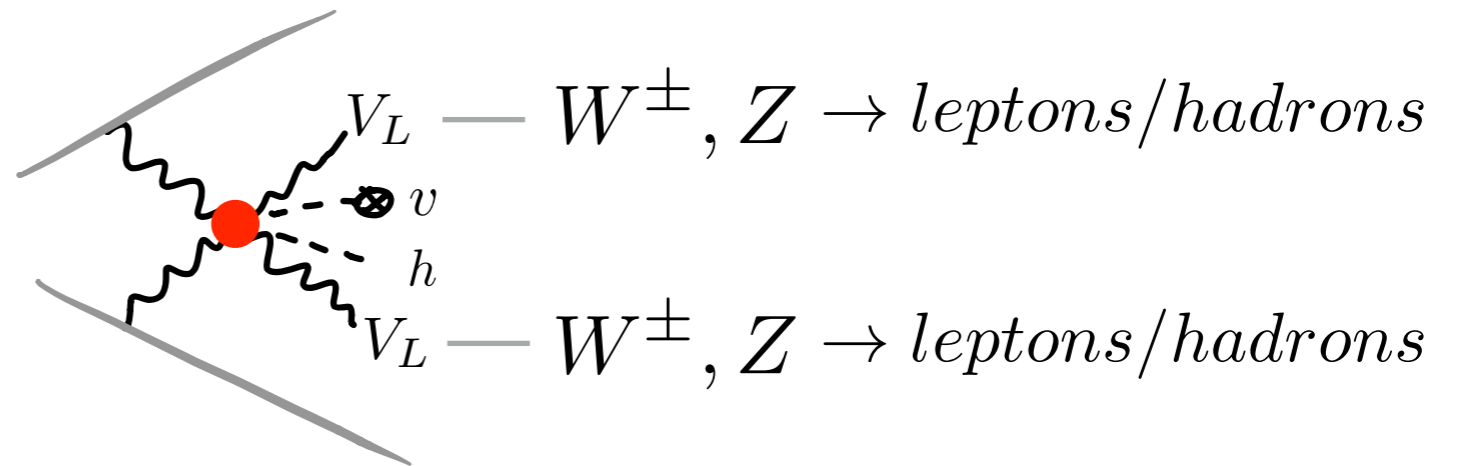 V_L — W^±, Z → leptons/hadrons
v
h
V_L — W^±, Z → leptons/hadrons